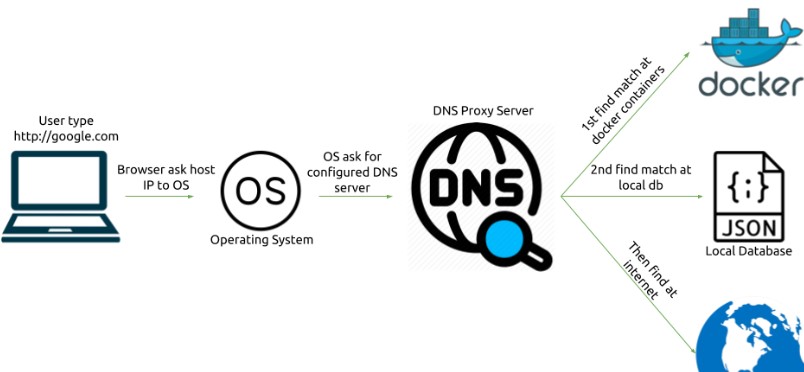 User type
http://google.com
Browser ask host
IP to OS
OS
Operating System
OS ask for
configured DNS
server
DNS Proxy Server
DNS
1st find match at
docker containers
docker
2nd find match at
local db
{;}
JSON
Local Database
Then find at
internet